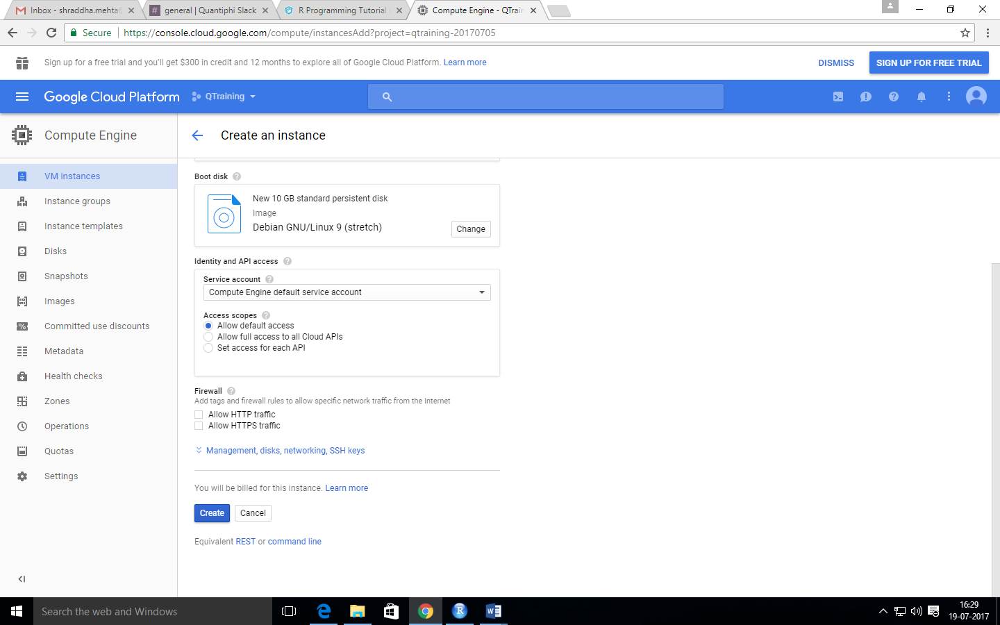 Inbox - shraddha.mehta
general | Quantiphi Slack
R Programming Tutorial
Compute Engine - QTrain
Secure
https://console.cloud.google.com/compute/instancesAdd?project=qtraining-20170705
Sign up for a free trial and you'll get $300 in credit and 12 months to explore all of Google Cloud Platform. Learn more
DISMISS
SIGN UP FOR FREE TRIAL
Google Cloud Platform
QTraining
Compute Engine
Create an instance
VM instances
Instance groups
Instance templates
Disks
Snapshots
Images
Committed use discounts
Metadata
Health checks
Zones
Operations
Quotas
Settings
Boot disk
New 10 GB standard persistent disk
Image
Debian GNU/Linux 9 (stretch)
Change
Identity and API access
Service account
Compute Engine default service account
Access scopes
Allow default access
Allow full access to all Cloud APIs
Set access for each API
Firewall
Add tags and firewall rules to allow specific network traffic from the Internet
Allow HTTP traffic
Allow HTTPS traffic
Management, disks, networking, SSH keys
You will be billed for this instance. Learn more
Create
Cancel
Equivalent REST or command line
Search the web and Windows
16:29
19-07-2017